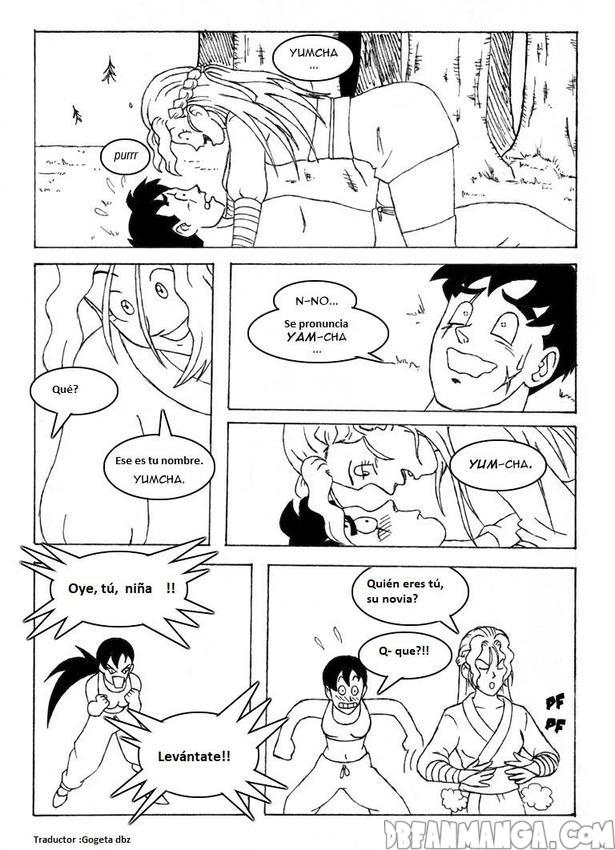 YUMCHA
...
purrr
Qué?
Ese es tu nombre.
YUMCHA.
N-NO...
Se pronuncia
YAM-CHA
...
YUM-CHA.
Oye, tú, niña !!
Levántate!!
Quién eres tú,
su novia?
Q- que?!!
PF
PF
Traductor :Gogeta dbz
DBFANMANGA.COM